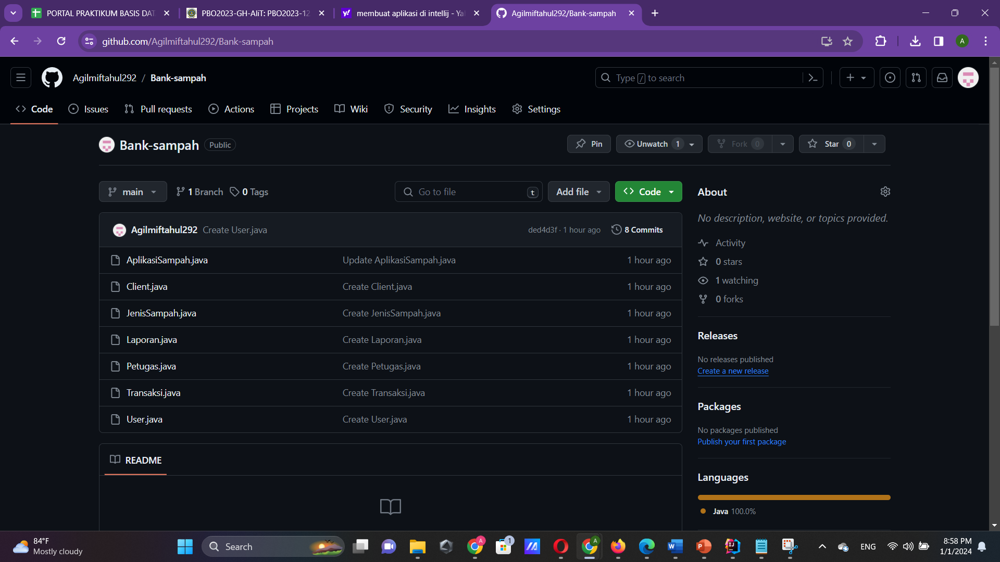 PORTAL PRAKTIKUM BASIS DAT
PBO2023-GH-AliT: PBO2023-12
membuat aplikasi di intellij - Ya
Agilmiftahul292/Bank-sampah
github.com/Agilmiftahul292/Bank-sampah
A
Agilmiftahul292 / Bank-sampah
Type / to search
Code
Issues
Pull requests
Actions
Projects
Wiki
Security
Insights
Settings
Bank-sampah
Public
Pin
Unwatch 1
Fork 0
Star 0
main
1 Branch
0 Tags
Go to file
t
Add file
Code
Agilmiftahul292 Create User.java
ded4d3f · 1 hour ago
8 Commits
AplikasiSampah.java Update AplikasiSampah.java 1 hour ago
Client.java Create Client.java 1 hour ago
JenisSampah.java Create JenisSampah.java 1 hour ago
Laporan.java Create Laporan.java 1 hour ago
Petugas.java Create Petugas.java 1 hour ago
Transaksi.java Create Transaksi.java 1 hour ago
User.java Create User.java 1 hour ago
README
About
No description, website, or topics provided.
Activity
0 stars
1 watching
0 forks
Releases
No releases published
Create a new release
Packages
No packages published
Publish your first package
Languages
Java 100.0%
84°F
Mostly cloudy
Search
A
1
A
W
P
IJ
ENG
8:58 PM
1/1/2024